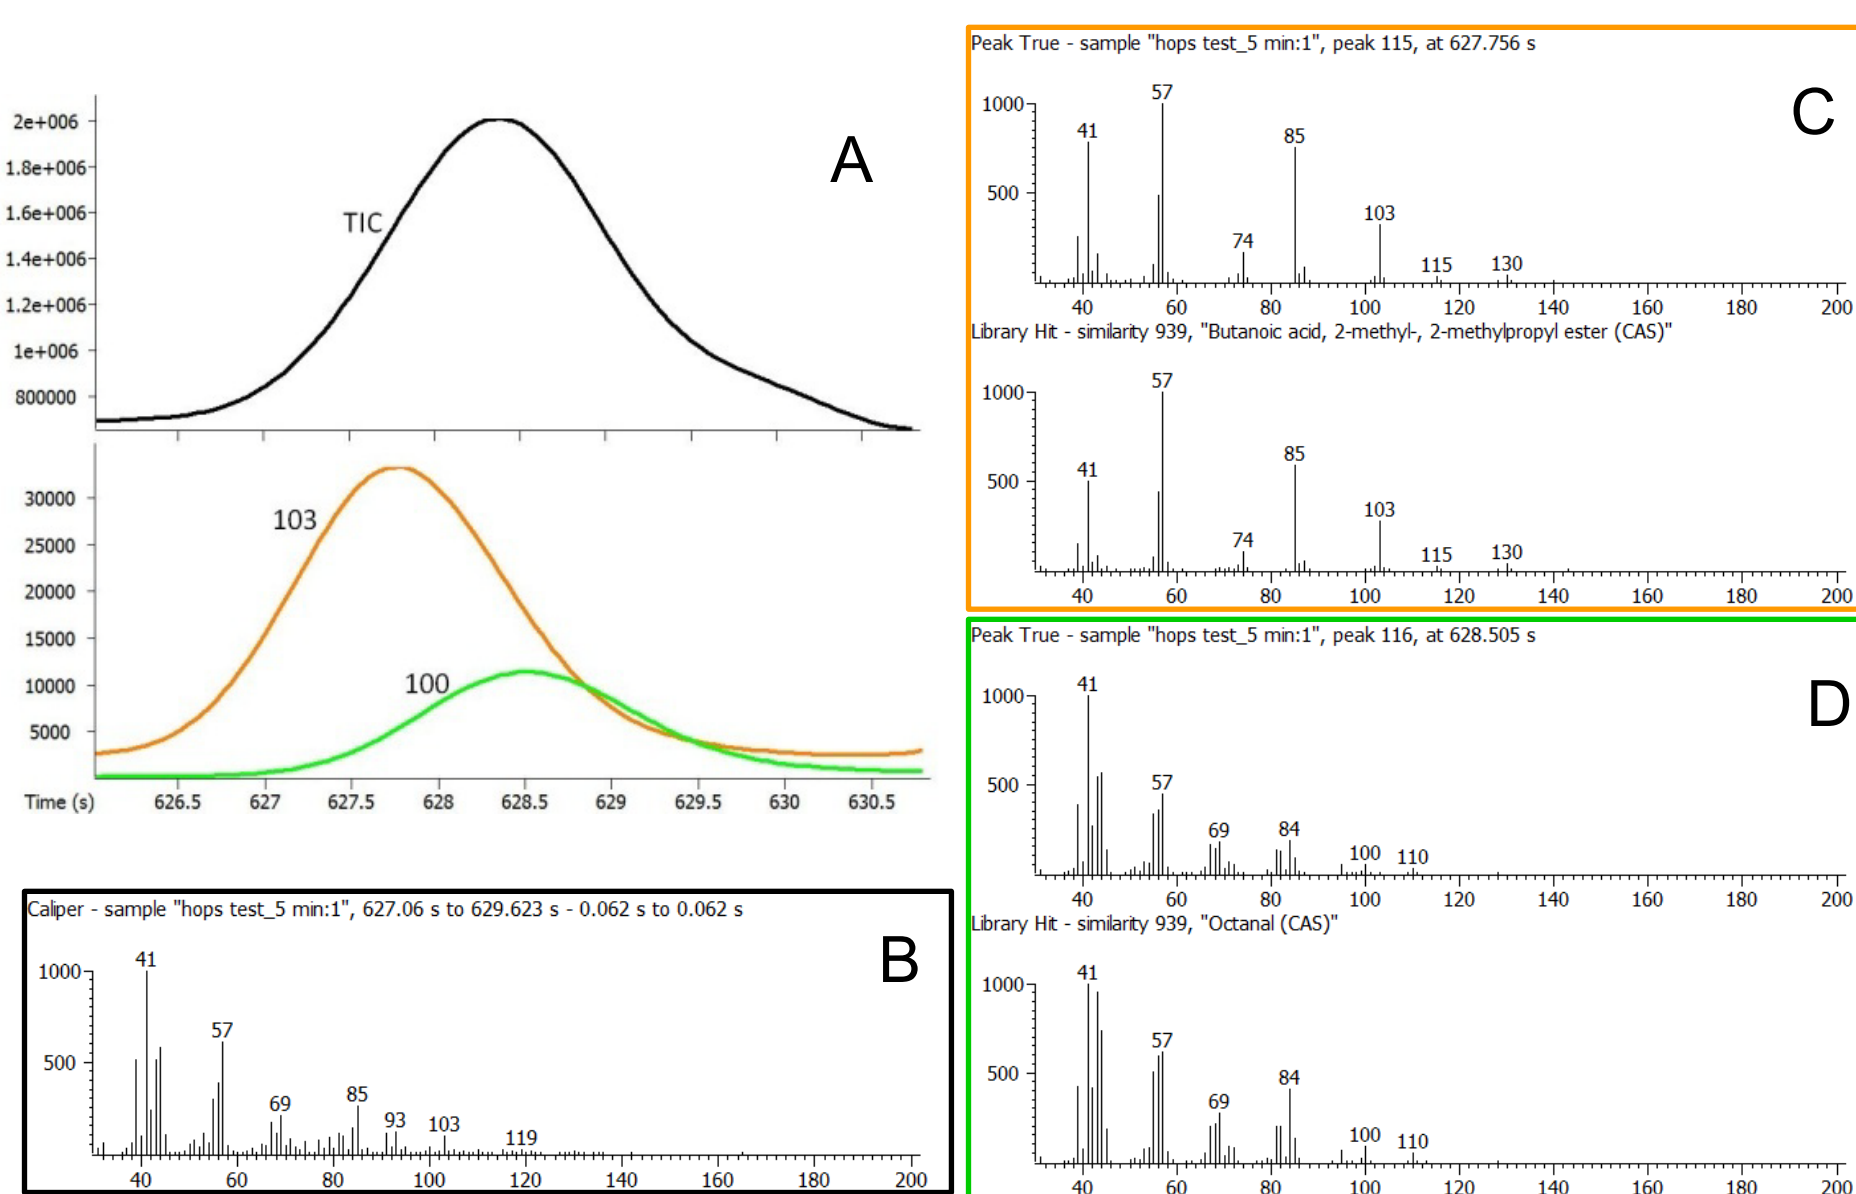 A
2e+006
1.8e+006
1.6e+006
1.4e+006
1.2e+006
1e+006
800000
TIC
30000
25000
20000
15000
10000
5000
103
100
Time (s)
626.5 627 627.5 628 628.5 629 629.5 630 630.5
Caliper - sample "hops test_5 min:1", 627.06 s to 629.623 s - 0.062 s to 0.062 s
B
1000
500
41
57
69
85
93
103
119
40 60 80 100 120 140 160 180 200
Peak True - sample "hops test_5 min:1", peak 115, at 627.756 s
C
1000
500
41
57
74
85
103
115
130
40 60 80 100 120 140 160 180 200
Library Hit - similarity 939, "Butanoic acid, 2-methyl-, 2-methylpropyl ester (CAS)"
1000
500
41
57
74
85
103
115
130
40 60 80 100 120 140 160 180 200
Peak True - sample "hops test_5 min:1", peak 116, at 628.505 s
D
1000
500
41
57
69
84
100
110
40 60 80 100 120 140 160 180 200
Library Hit - similarity 939, "Octanal (CAS)"
1000
500
41
57
69
84
100
110
40 60 80 100 120 140 160 180 200